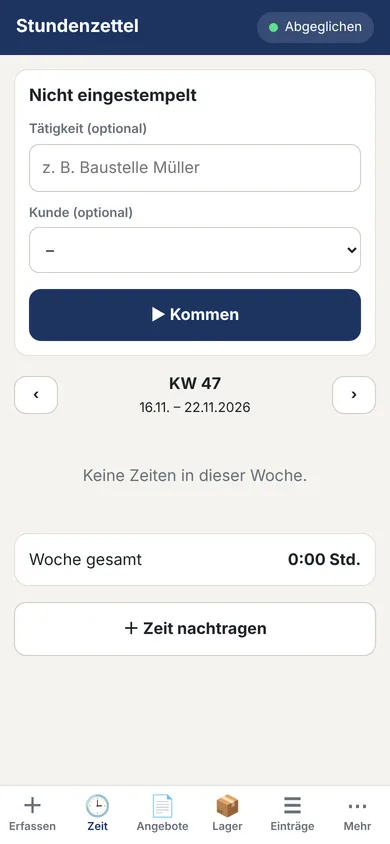 Stundenzettel
Abgeglichen
Nicht eingestempelt
Tätigkeit (optional)
z. B. Baustelle Müller
Kunde (optional)
–
▶ Kommen
‹
KW 47
›
16.11. – 22.11.2026
Keine Zeiten in dieser Woche.
Woche gesamt 0:00 Std.
+ Zeit nachtragen
Erfassen Zeit Angebote Lager Einträge Mehr